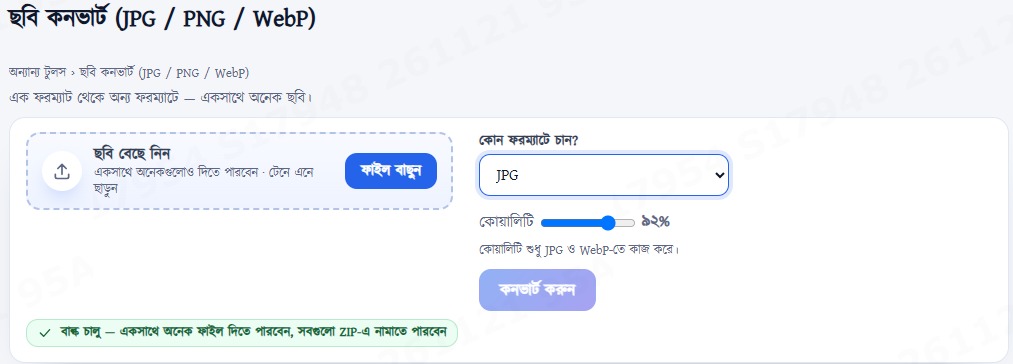 ছবি কনভার্ট (JPG / PNG / WebP)
অন্যান্য টুলস › ছবি কনভার্ট (JPG / PNG / WebP)
এক ফরম্যাট থেকে অন্য ফরম্যাটে — একসাথে অনেক ছবি।
ছবি বেছে নিন
একসাথে অনেকগুলোও দিতে পারবেন · টেনে এনে
ছাড়ুন
ফাইল বাছুন
কোন ফরম্যাটে চান?
JPG
কোয়ালিটি ৯২%
কোয়ালিটি শুধু JPG ও WebP-তে কাজ করে।
কনভার্ট করুন
বাল্ক চালু — একসাথে অনেক ফাইল দিতে পারবেন, সবগুলো ZIP-এ নামাতে পারবেন